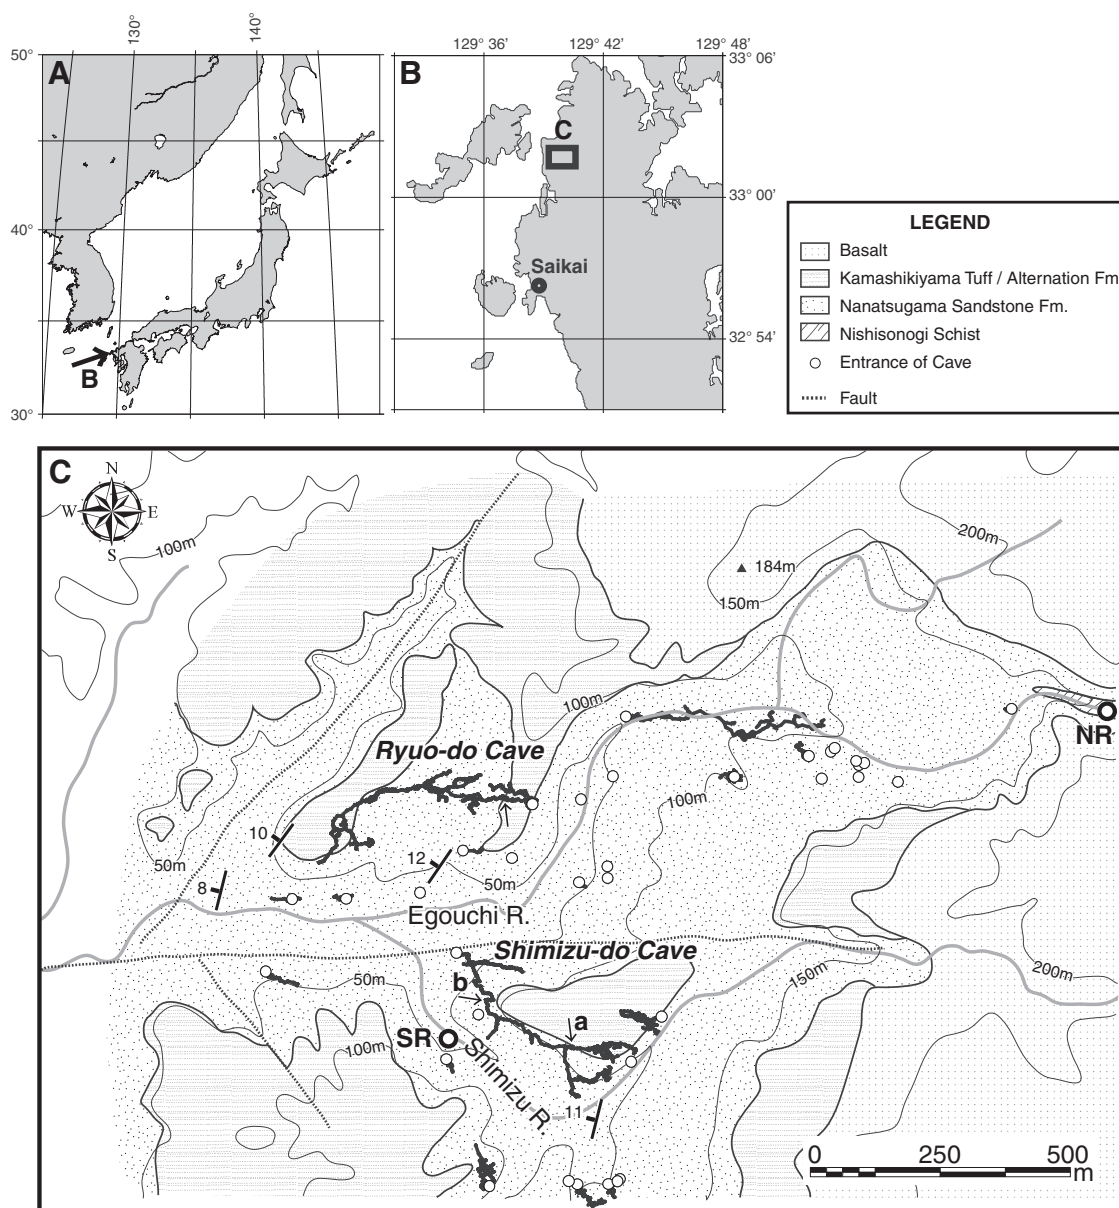 130°
140°
50°
40°
30°
A
B
129° 36'
129° 42'
129° 48'
33° 06'
33° 00'
32° 54'
B
C
Saikai
LEGEND
Basalt
Kamashikiyama Tuff / Alternation Fm
Nanatsugama Sandstone Fm.
Nishisonogi Schist
Entrance of Cave
Fault
C
N
W E
S
100m
200m
184m
150m
100m
NR
Ryuo-do Cave
100m
10
50m
12
50m
8
Egouchi R.
Shimizu-do Cave
50m
b
150m
200m
a
SR
100m
Shimizu R.
11
0 250 500
m